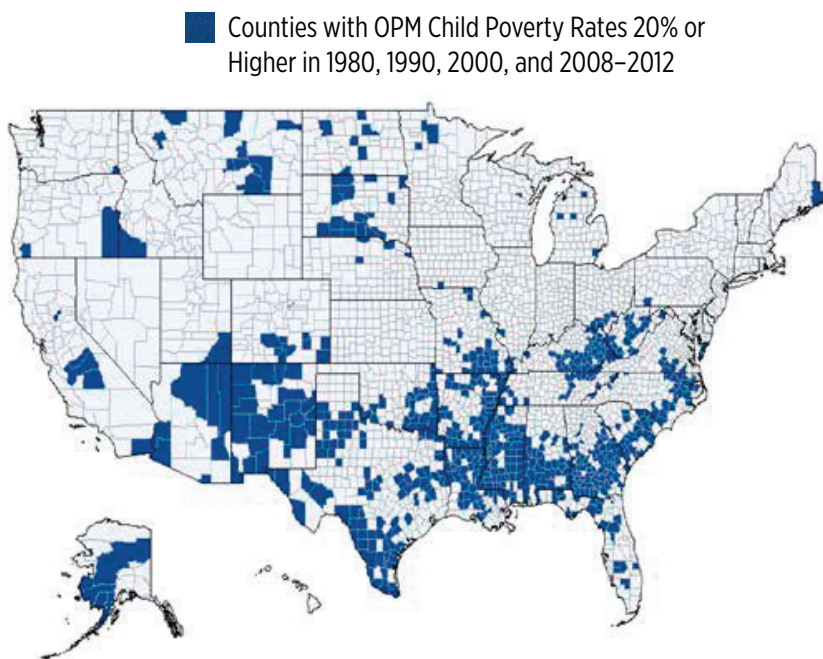 Counties with OPM Child Poverty Rates 20% or
Higher in 1980, 1990, 2000, and 2008–2012